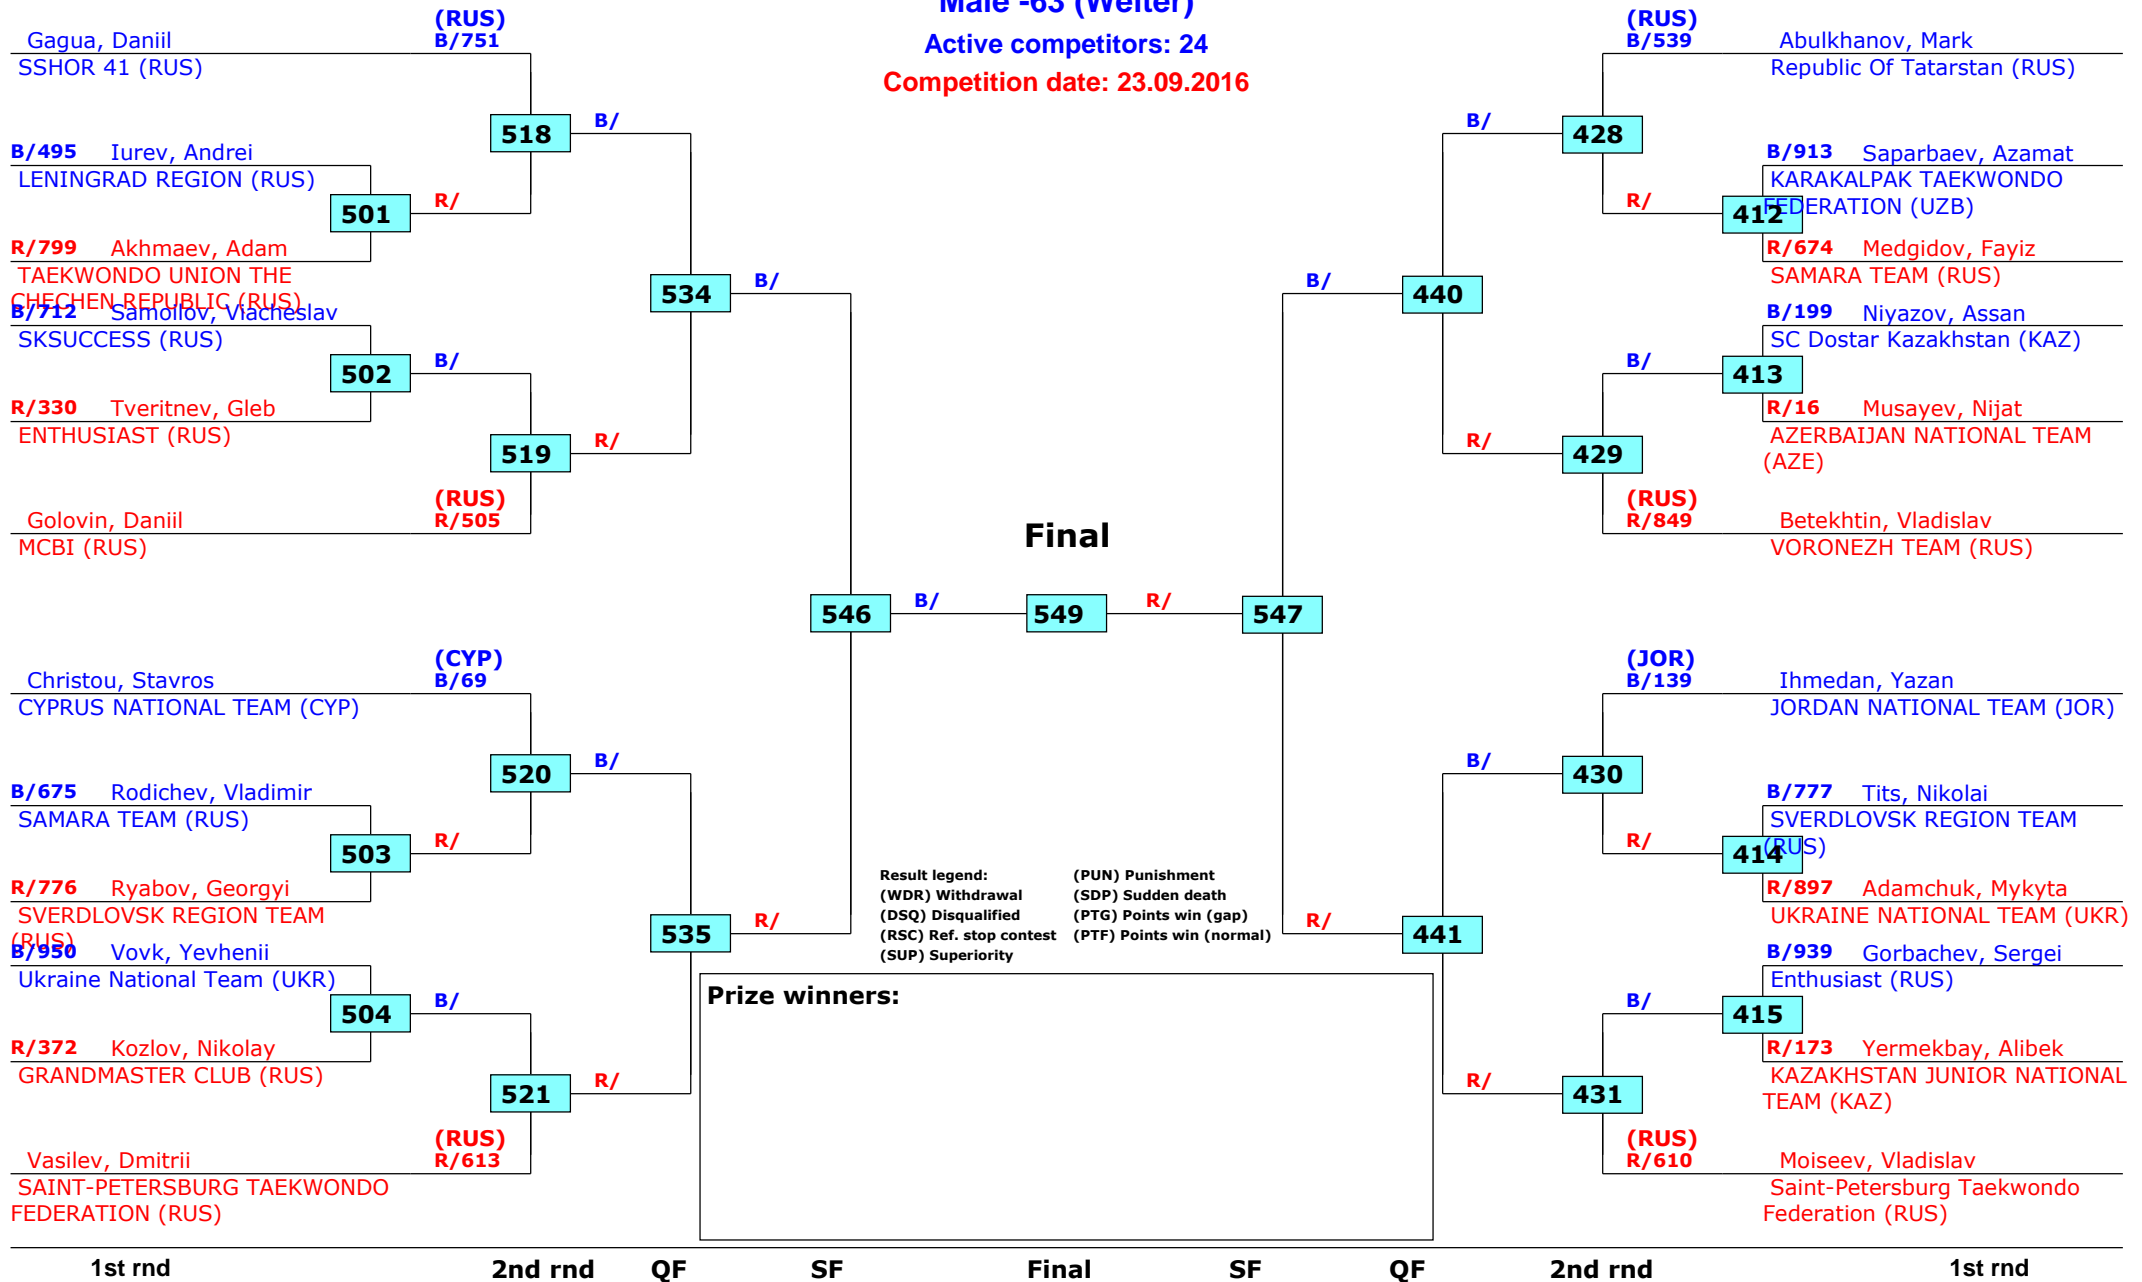 Male -63 (Welter)
Active competitors: 24
Competition date: 23.09.2016
(RUS)
Gagua, Daniil B/751
SSHOR 41 (RUS)
518
B/
B/495 Iurev, Andrei
LENINGRAD REGION (RUS)
501
R/
R/799 Akhmaev, Adam
TAEKWONDO UNION THE
CHECHEN REPUBLIC (RUS)
534
B/
B/712 Samoilov, Viacheslav
SKSUCCESS (RUS)
502
B/
R/330 Tveritnev, Gleb
ENTHUSIAST (RUS)
519
R/
(RUS)
Golovin, Daniil R/505
MCBI (RUS)
546
B/
(CYP)
Christou, Stavros B/69
CYPRUS NATIONAL TEAM (CYP)
520
B/
B/675 Rodichev, Vladimir
SAMARA TEAM (RUS)
503
R/
R/776 Ryabov, Georgyi
SVERDLOVSK REGION TEAM
(RUS)
535
R/
B/950 Vovk, Yevhenii
Ukraine National Team (UKR)
504
B/
R/372 Kozlov, Nikolay
GRANDMASTER CLUB (RUS)
521
R/
(RUS)
Vasilev, Dmitrii R/613
SAINT-PETERSBURG TAEKWONDO
FEDERATION (RUS)
Final
549
R/
547
(RUS)
B/539 Abulkhanov, Mark
Republic Of Tatarstan (RUS)
B/
428
B/913 Saparbaev, Azamat
KARAKALPAK TAEKWONDO
FEDERATION (UZB)
R/
412
R/674 Medgidov, Fayiz
SAMARA TEAM (RUS)
B/
440
B/199 Niyazov, Assan
SC Dostar Kazakhstan (KAZ)
B/
413
R/16 Musayev, Nijat
AZERBAIJAN NATIONAL TEAM
(AZE)
R/
429
(RUS)
R/849 Betekhtin, Vladislav
VORONEZH TEAM (RUS)
(JOR)
B/139 Ihmedan, Yazan
JORDAN NATIONAL TEAM (JOR)
B/
430
B/777 Tits, Nikolai
SVERDLOVSK REGION TEAM
(RUS)
R/
414
R/897 Adamchuk, Mykyta
UKRAINE NATIONAL TEAM (UKR)
R/
441
B/939 Gorbachev, Sergei
Enthusiast (RUS)
B/
415
R/173 Yermekbay, Alibek
KAZAKHSTAN JUNIOR NATIONAL
TEAM (KAZ)
R/
431
(RUS)
R/610 Moiseev, Vladislav
Saint-Petersburg Taekwondo
Federation (RUS)
Result legend: (PUN) Punishment
(WDR) Withdrawal (SDP) Sudden death
(DSQ) Disqualified (PTG) Points win (gap)
(RSC) Ref. stop contest (PTF) Points win (normal)
(SUP) Superiority
Prize winners:
1st rnd 2nd rnd QF SF Final SF QF 2nd rnd 1st rnd